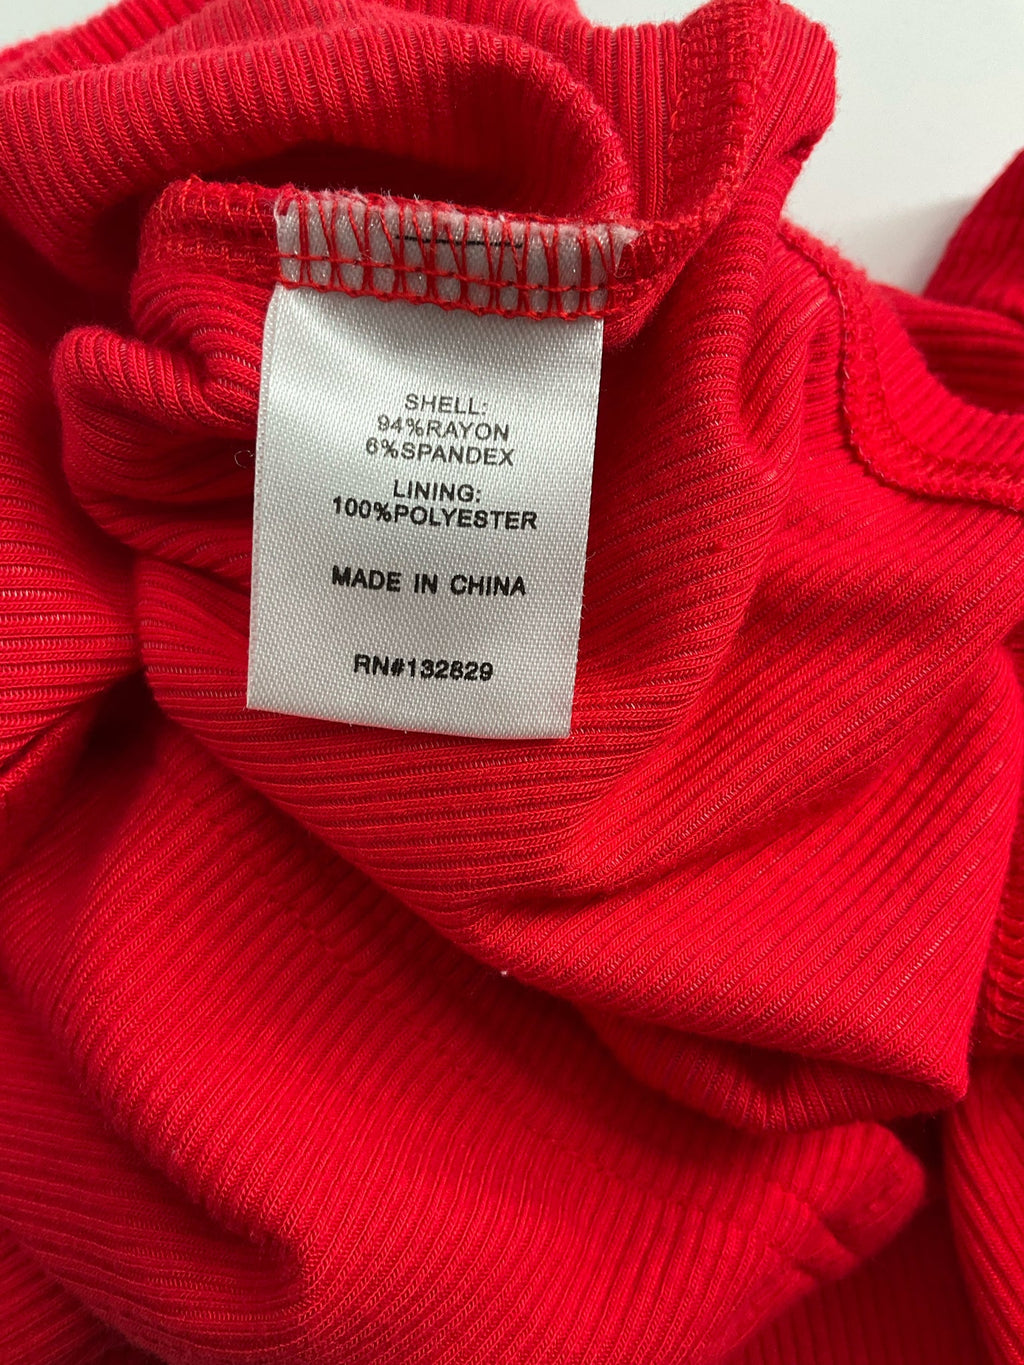 SHELL:
94%RAYON
6%SPANDEX
LINING:
100%POLYESTER
MADE IN CHINA
RN#132829